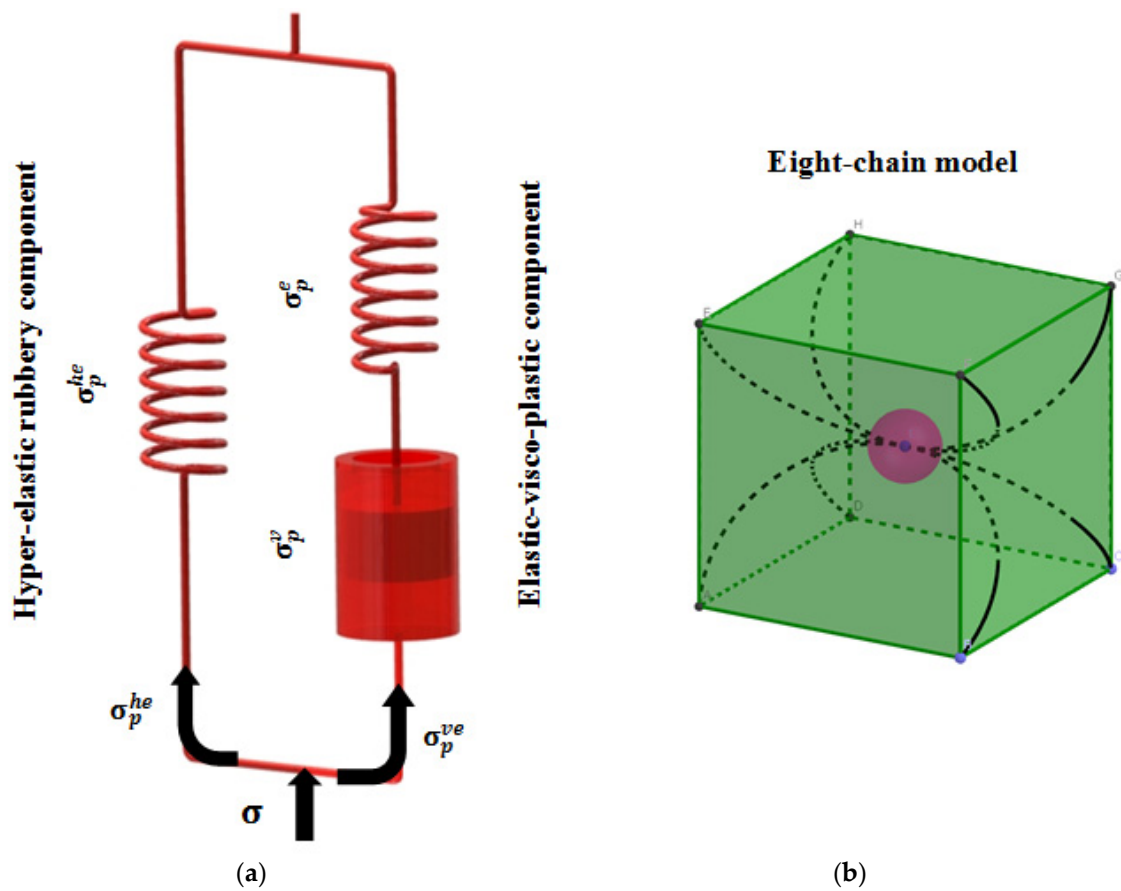 Hyper-elastic rubbery component
σ_p^{he}
σ_p^e
σ_p^v
Elastic-visco-plastic component
σ_p^{he}
σ_p^{ve}
σ
(a)
Eight-chain model
H
G
E
D
A
(b)